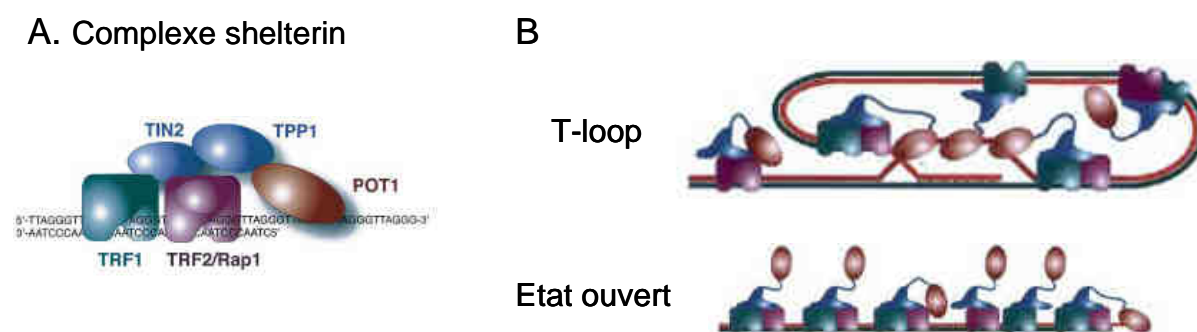 A. Complexe shelterin
B
TIN2
TPP1
POT1
TRF1
TRF2/Rap1
T-loop
Etat ouvert